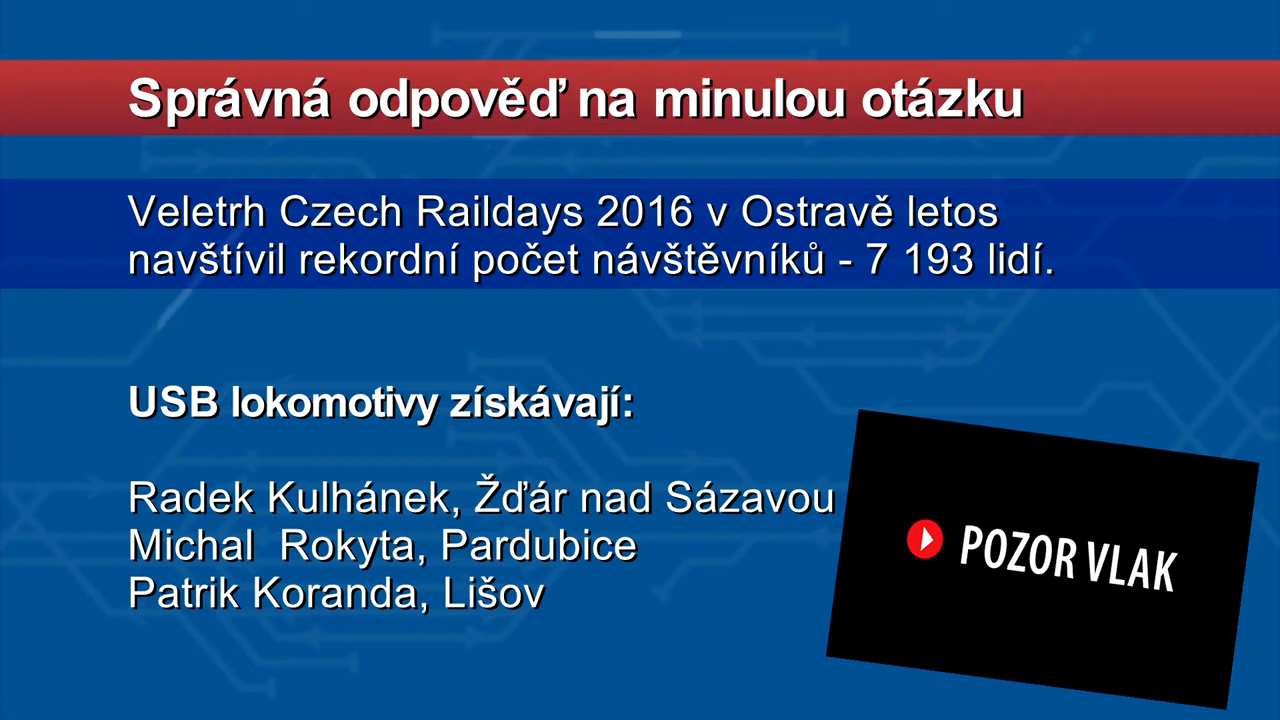 Správná odpověď na minulou otázku
Veletrh Czech Raildays 2016 v Ostravě letos
navštívil rekordní počet návštěvníků - 7 193 lidí.
USB lokomotivy získávají:
Radek Kulhánek, Žďár nad Sázavou
Michal  Rokyta, Pardubice
Patrik Koranda, Lišov
POZOR VLAK